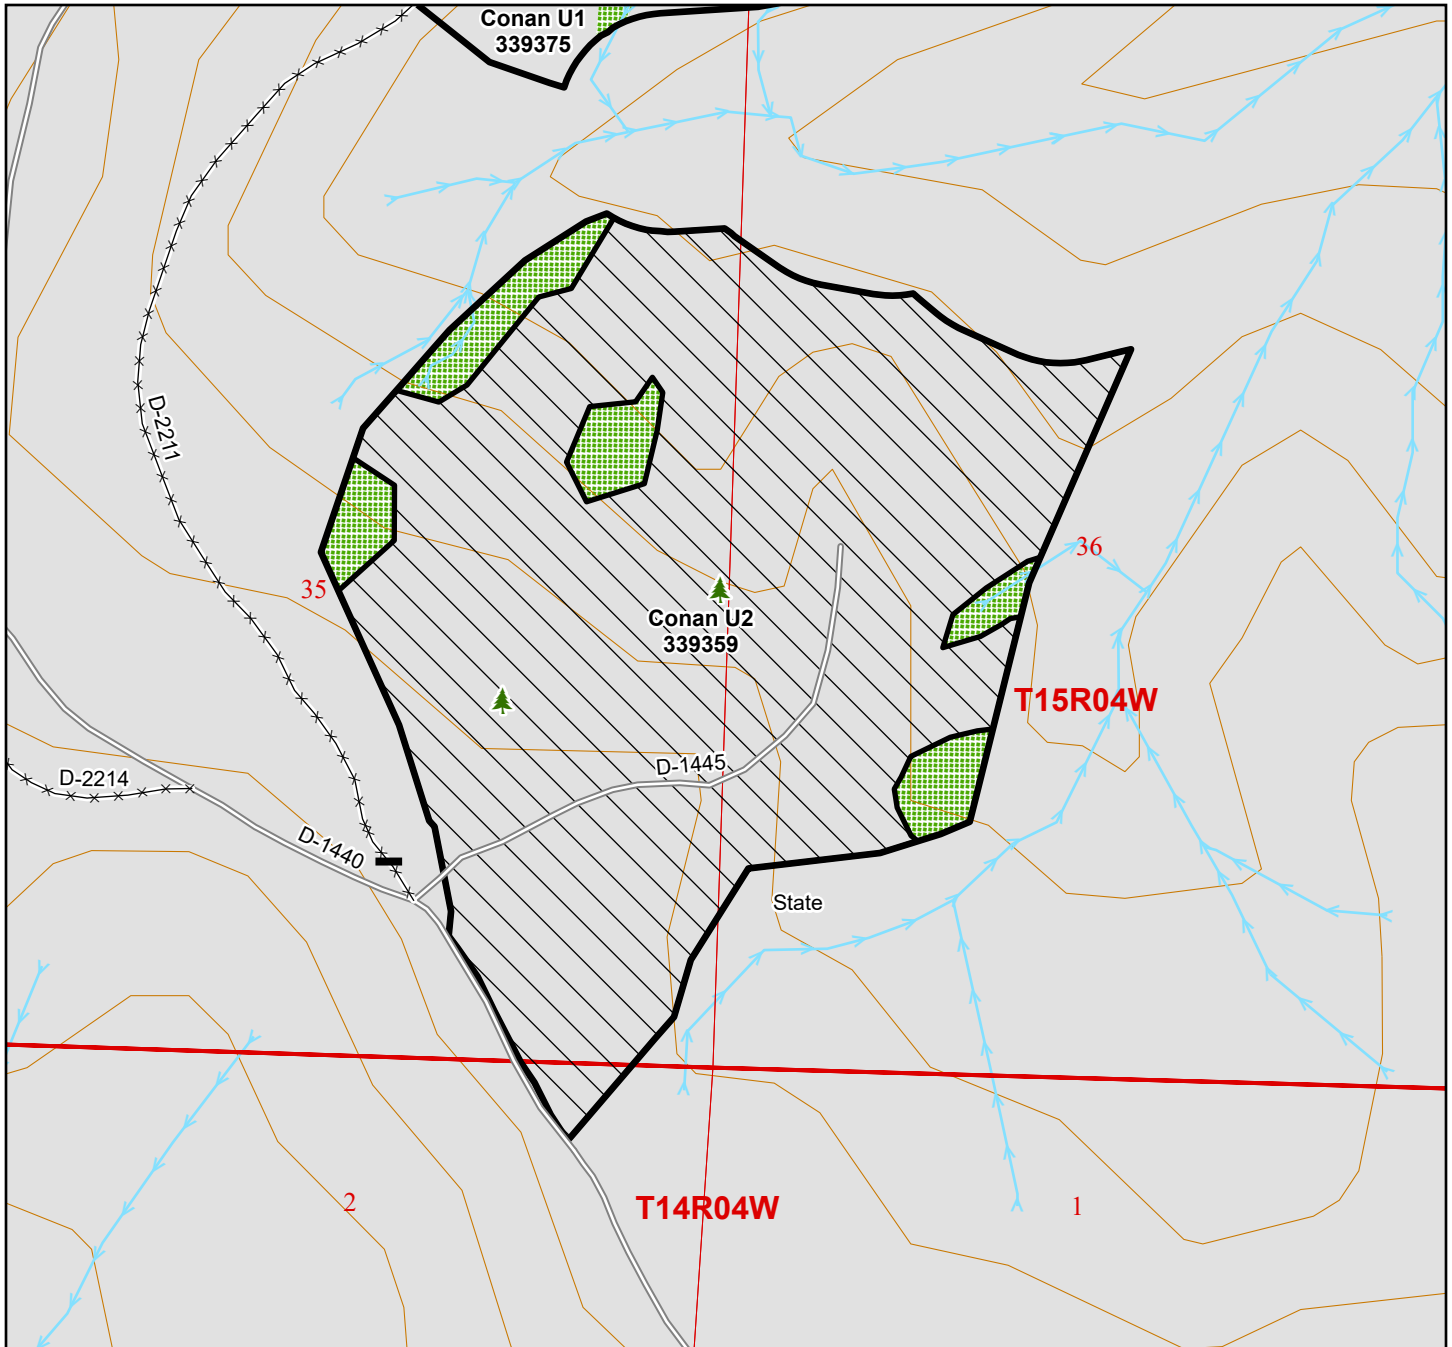 Conan U1
339375
D-2211
36
35
Conan U2
339359
T15R04W
D-1445
D-2214
D-1440
State
2
T14R04W
1